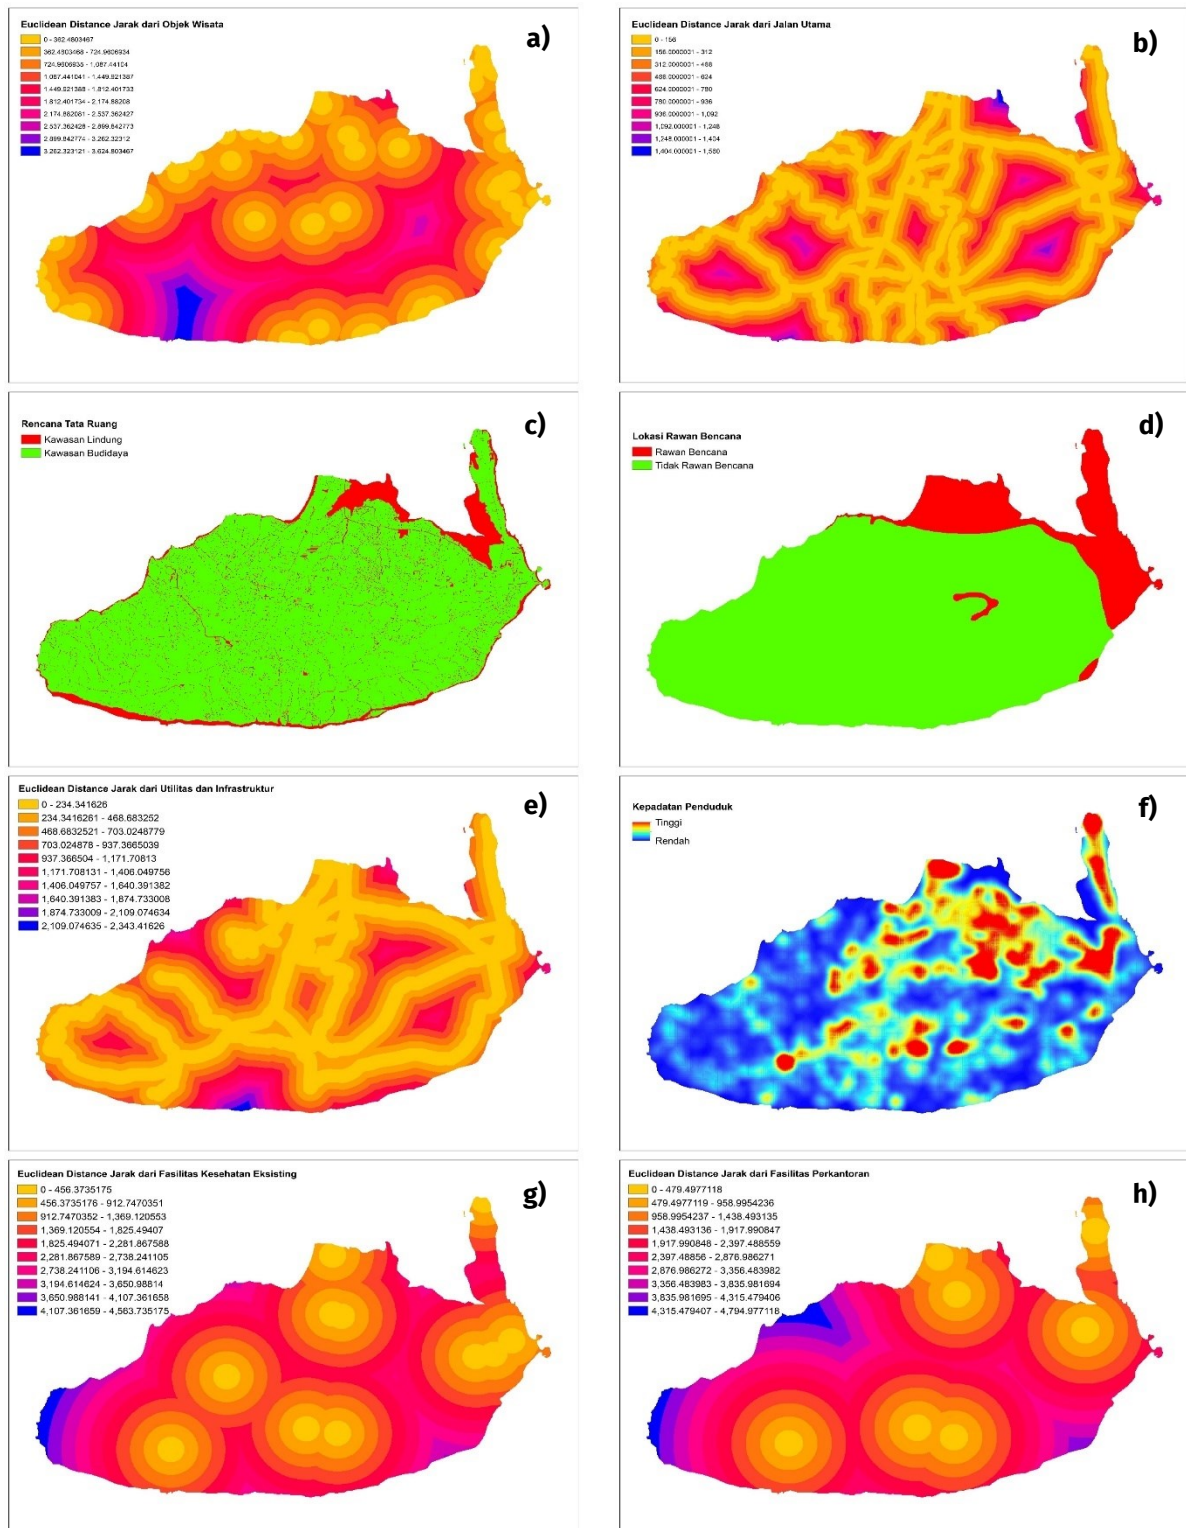 Euclidean Distance Jarak dari Objek Wisata
a)
0 - 362.4803467
362.4803468 - 724.9606934
724.9606935 - 1,087.44104
1,087.441041 - 1,449.921387
1,449.921388 - 1,812.401733
1,812.401734 - 2,174.88208
2,174.882081 - 2,537.362427
2,537.362428 - 2,899.842773
2,899.842774 - 3,262.32312
3,262.323121 - 3,624.803467
Euclidean Distance Jarak dari Jalan Utama
b)
0 - 156
156.0000001 - 312
312.0000001 - 468
468.0000001 - 624
624.0000001 - 780
780.0000001 - 936
936.0000001 - 1,092
1,092.000001 - 1,248
1,248.000001 - 1,404
1,404.000001 - 1,560
Rencana Tata Ruang
c)
Kawasan Lindung
Kawasan Budidaya
Lokasi Rawan Bencana
d)
Rawan Bencana
Tidak Rawan Bencana
Euclidean Distance Jarak dari Utilitas dan Infrastruktur
e)
0 - 234.341626
234.3416261 - 468.683252
468.6832521 - 703.0248779
703.024878 - 937.3665039
937.366504 - 1,171.70813
1,171.708131 - 1,406.049756
1,406.049757 - 1,640.391382
1,640.391383 - 1,874.733008
1,874.733009 - 2,109.074634
2,109.074635 - 2,343.41626
Kepadatan Penduduk
f)
Tinggi
Rendah
Euclidean Distance Jarak dari Fasilitas Kesehatan Eksisting
g)
0 - 456.3735175
456.3735176 - 912.7470351
912.7470352 - 1,369.120553
1,369.120554 - 1,825.49407
1,825.494071 - 2,281.867588
2,281.867589 - 2,738.241105
2,738.241106 - 3,194.614623
3,194.614624 - 3,650.98814
3,650.988141 - 4,107.361658
4,107.361659 - 4,563.735175
Euclidean Distance Jarak dari Fasilitas Perkantoran
h)
0 - 479.4977118
479.4977119 - 958.9954236
958.9954237 - 1,438.493135
1,438.493136 - 1,917.990847
1,917.990848 - 2,397.488559
2,397.48856 - 2,876.986271
2,876.986272 - 3,356.483982
3,356.483983 - 3,835.981694
3,835.981695 - 4,315.479406
4,315.479407 - 4,794.977118